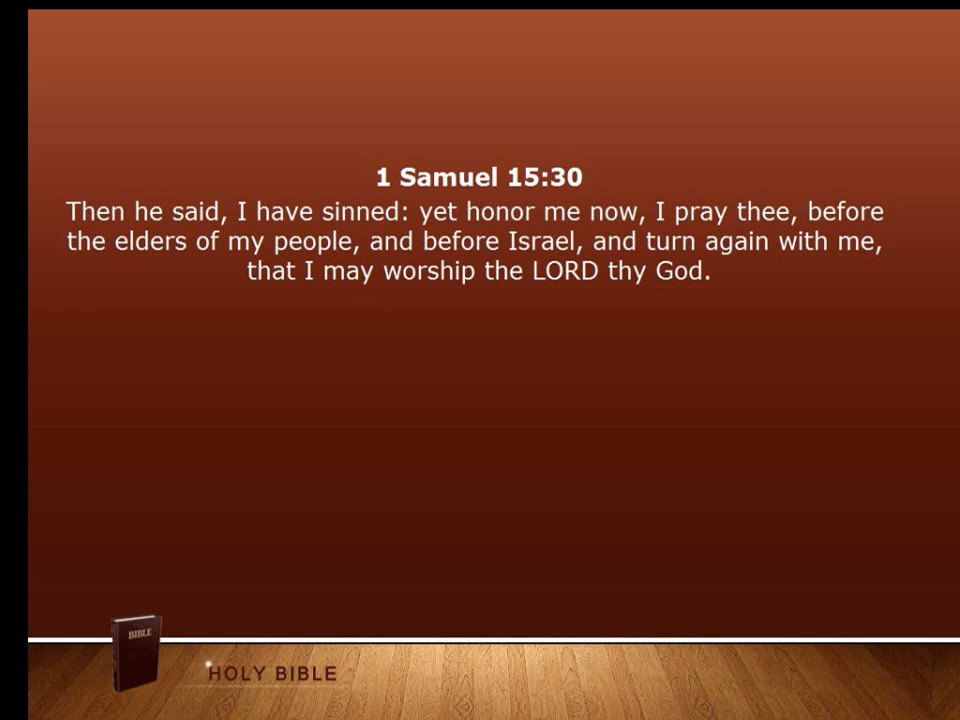 1 Samuel 15:30
Then he said, I have sinned: yet honor me now, I pray thee, before
the elders of my people, and before Israel, and turn again with me,
that I may worship the LORD thy God.
BIBLE
HOLY BIBLE